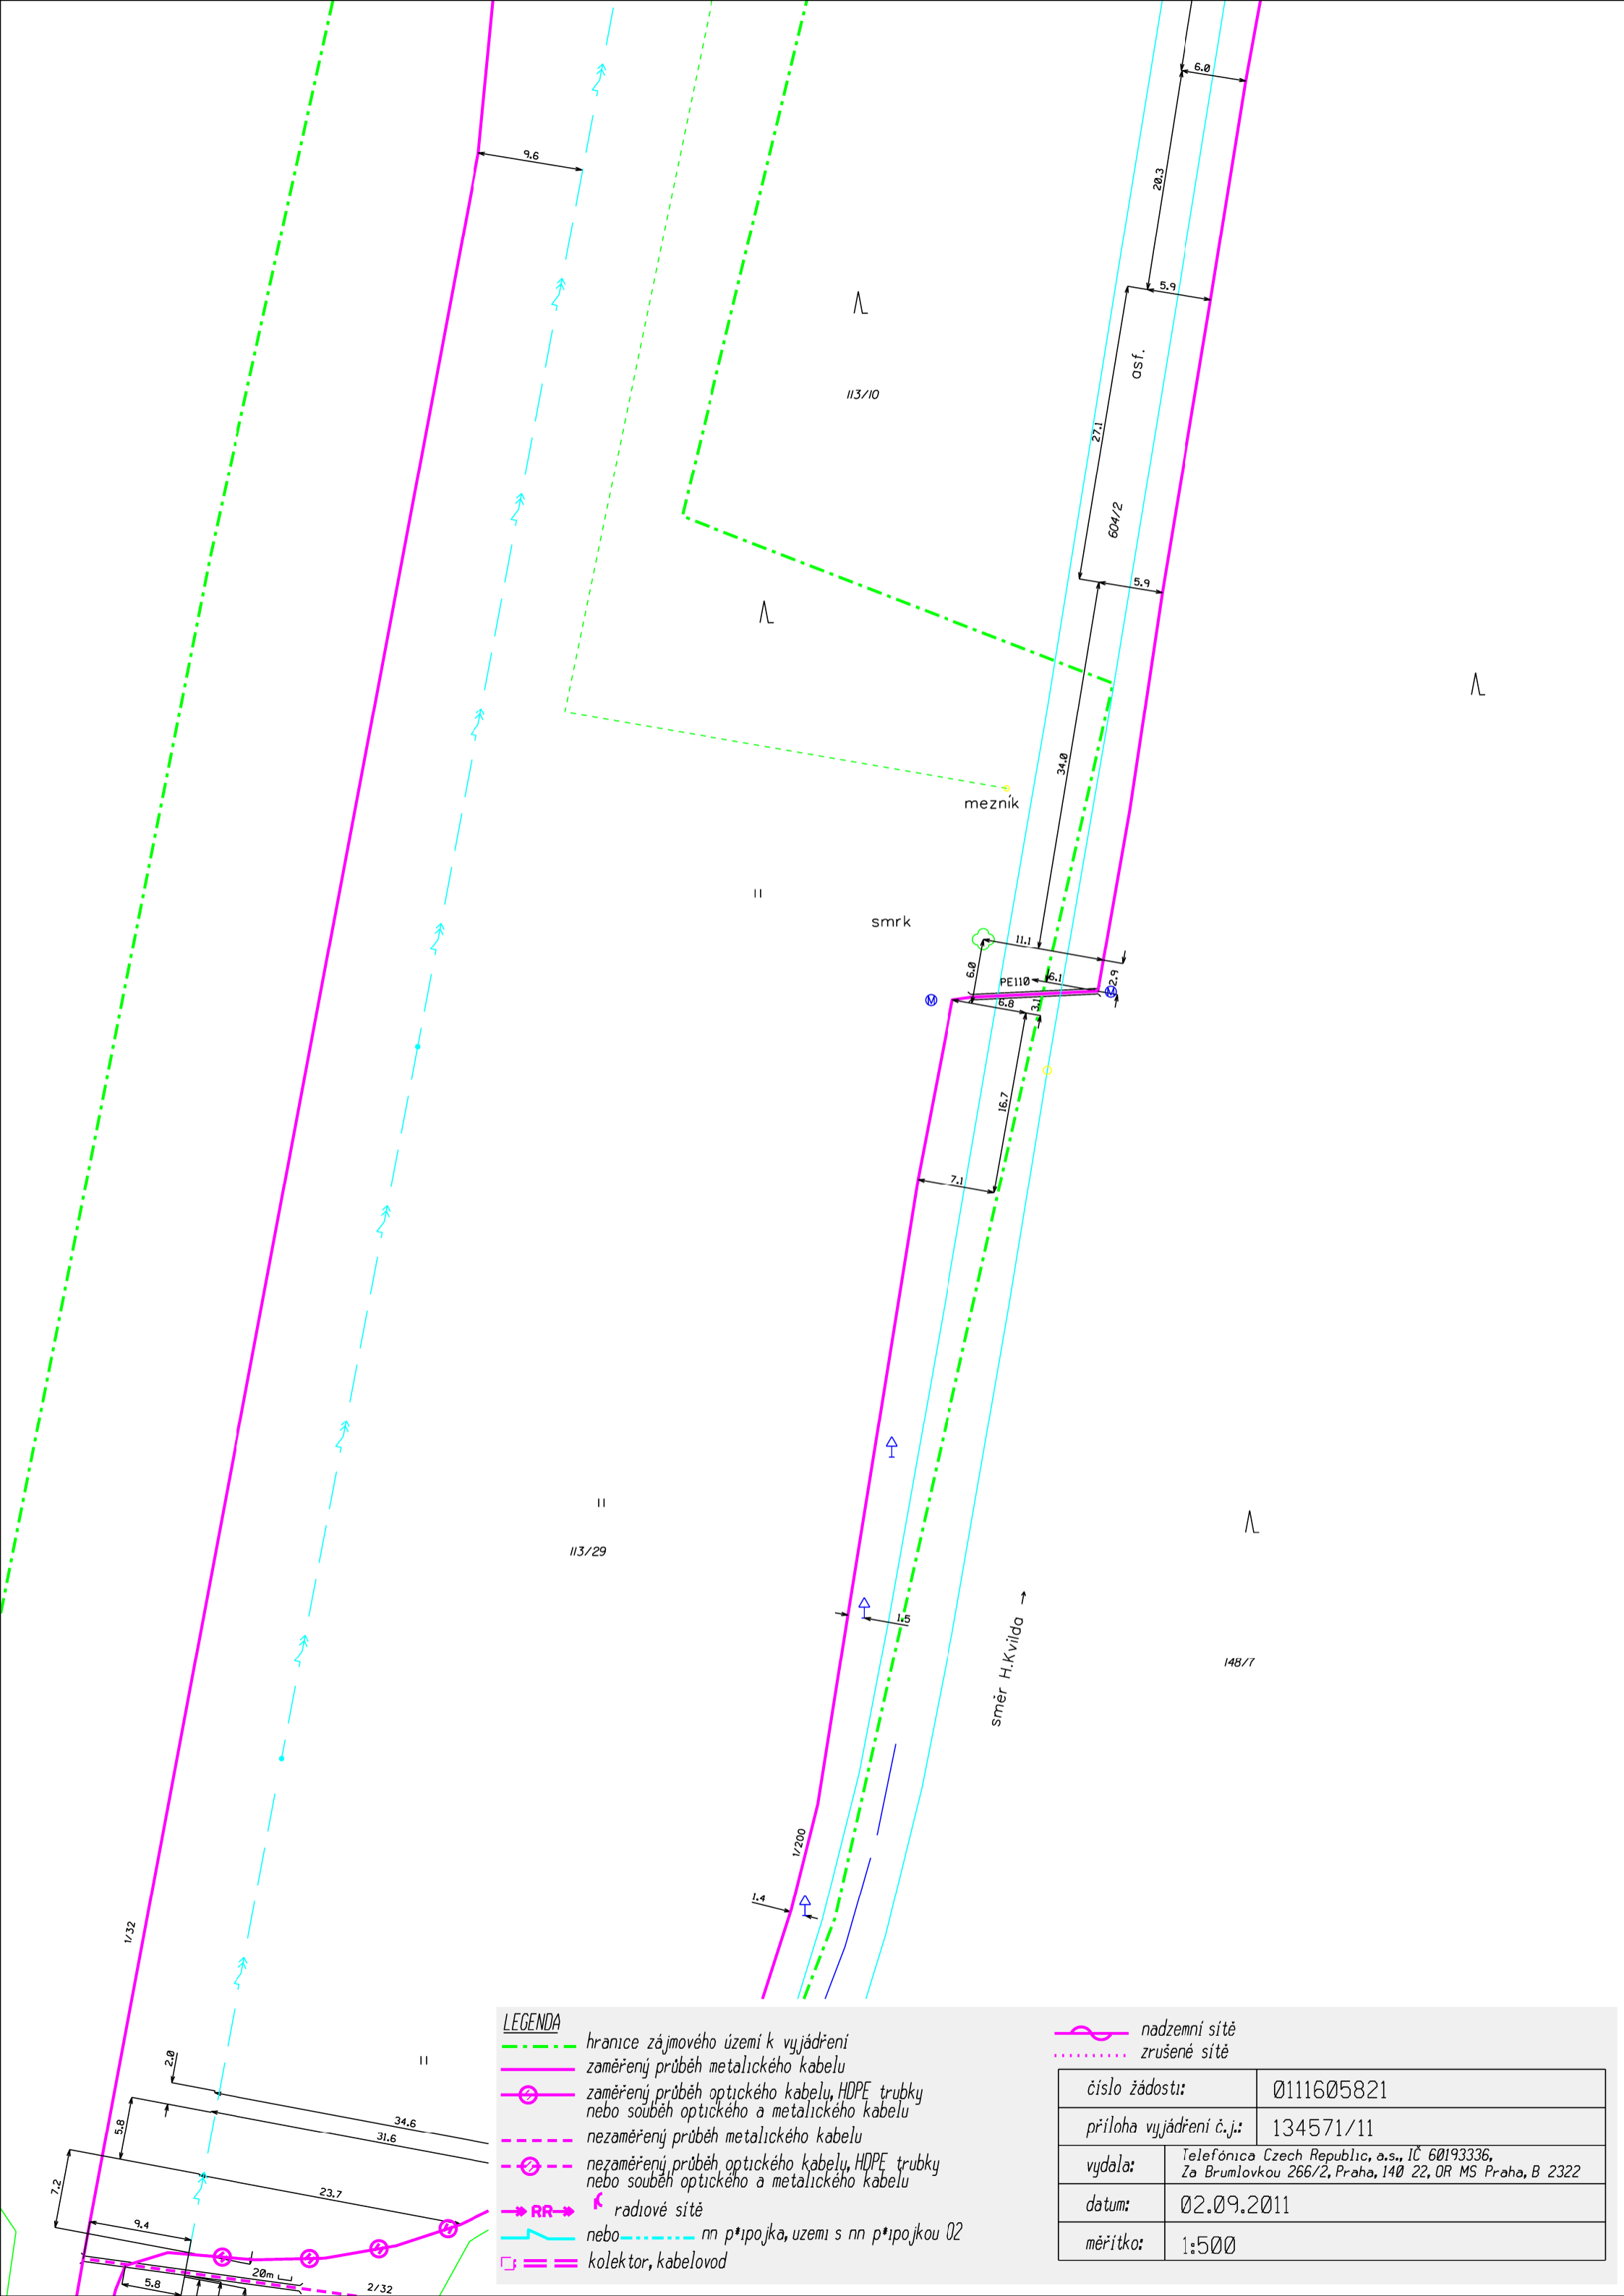 6.0
9.6
20.3
5.9
asf.
113/10
27.1
604/2
5.9
34.0
mezník
smrk
11.1
6.0
PE110
6.1
2.9
M
M
6.8
3.1
16.7
7.1
113/29
1.5
směr H.Kvilda
148/7
1/200
1.4
1/32
2.0
34.6
5.8
31.6
7.2
23.7
9.4
20m
5.8
2/32
LEGENDA
hranice zájmového území k vyjádření
zaměřený průběh metalického kabelu
zaměřený průběh optického kabelu, HDPE trubky
nebo souběh optického a metalického kabelu
nezaměřený průběh metalického kabelu
nezaměřený průběh optického kabelu, HDPE trubky
nebo souběh optického a metalického kabelu
RR radiové sítě
nebo nn p*ipojka, uzemi s nn p*ipojkou O2
kolektor, kabelovod
nadzemní sítě
zrušené sítě
číslo žádosti: 0111605821
příloha vyjádření č.j.: 134571/11
vydala: Telefónica Czech Republic, a.s., IČ 60193336,
Za Brumlovkou 266/2, Praha, 140 22, OR MS Praha, B 2322
datum: 02.09.2011
měřítko: 1:500